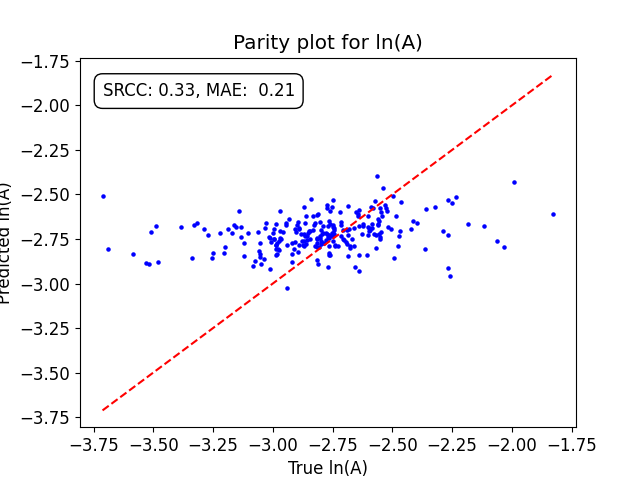 Parity plot for ln(A)
SRCC: 0.33, MAE:  0.21
−1.75
−2.00
−2.25
−2.50
−2.75
−3.00
−3.25
−3.50
−3.75
Predicted ln(A)
−3.75 −3.50 −3.25 −3.00 −2.75 −2.50 −2.25 −2.00 −1.75
True ln(A)